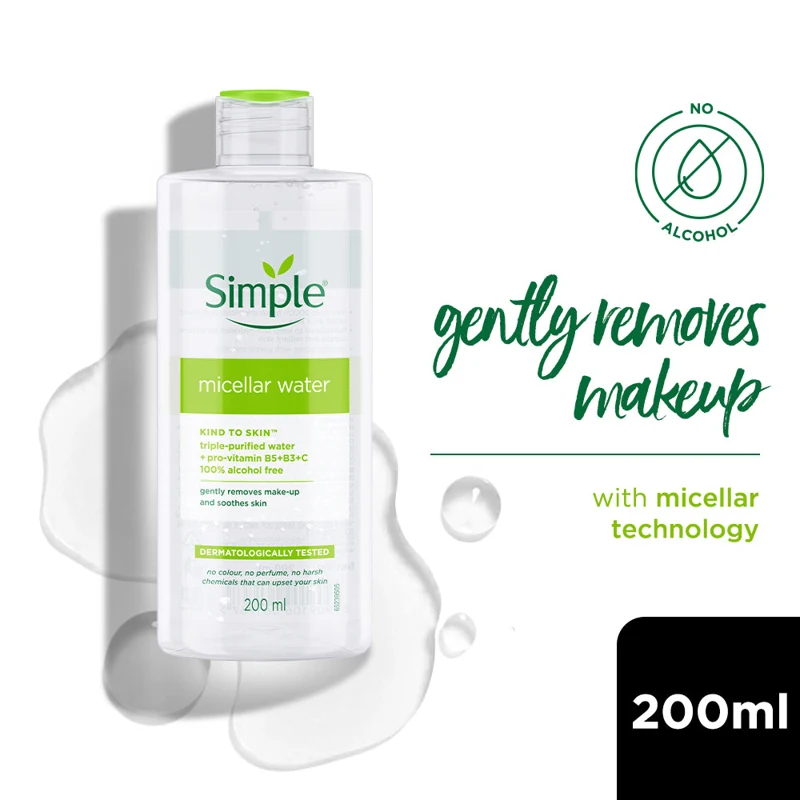 Simple®
micellar water
KIND TO SKIN™
triple-purified water
+ pro-vitamin B5+B3+C
100% alcohol free
gently removes make-up
and soothes skin
DERMATOLOGICALLY TESTED
no colour, no perfume, no harsh
chemicals that can upset your skin
200 ml
NO
ALCOHOL
gently removes
makeup
with micellar
technology
200ml